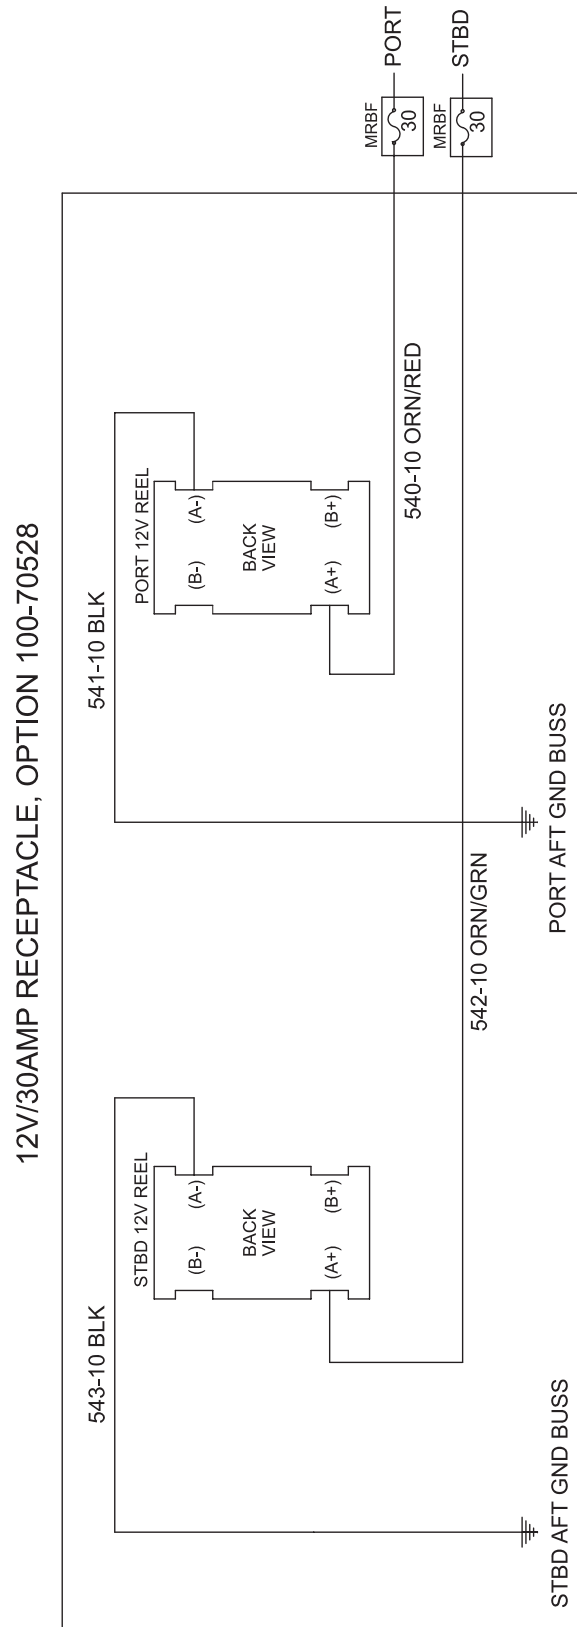 12V/30AMP RECEPTACLE, OPTION 100-70528
543-10 BLK
541-10 BLK
STBD 12V REEL
(B-)
(A-)
BACK
VIEW
(A+)
(B+)
PORT 12V REEL
(B-)
(A-)
BACK
VIEW
(A+)
(B+)
MRBF
30
PORT
MRBF
30
STBD
540-10 ORN/RED
542-10 ORN/GRN
STBD AFT GND BUSS
PORT AFT GND BUSS